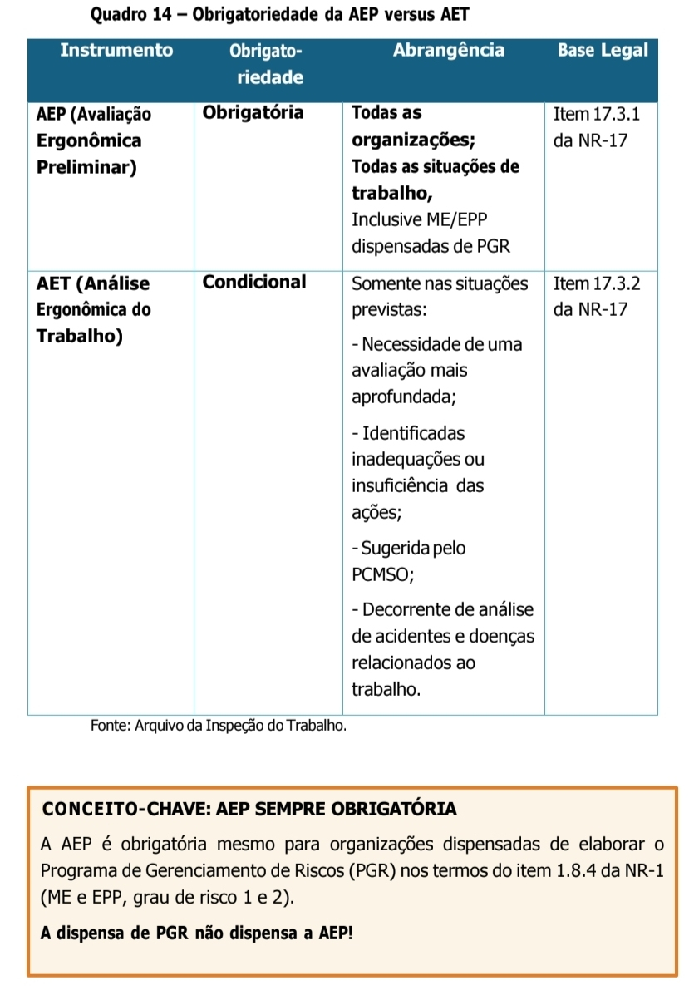 Quadro 14 – Obrigatoriedade da AEP versus AET
Instrumento
Obrigato-
riedade
Abrangência
Base Legal
AEP (Avaliação
Ergonômica
Preliminar)
Obrigatória
Todas as
organizações;
Todas as situações de
trabalho,
Inclusive ME/EPP
dispensadas de PGR
Item 17.3.1
da NR-17
AET (Análise
Ergonômica do
Trabalho)
Condicional
Somente nas situações
previstas:
- Necessidade de uma
avaliação mais
aprofundada;
- Identificadas
inadequações ou
insuficiência das
ações;
- Sugerida pelo
PCMSO;
- Decorrente de análise
de acidentes e doenças
relacionados ao
trabalho.
Item 17.3.2
da NR-17
Fonte: Arquivo da Inspeção do Trabalho.
CONCEITO-CHAVE: AEP SEMPRE OBRIGATÓRIA
A AEP é obrigatória mesmo para organizações dispensadas de elaborar o
Programa de Gerenciamento de Riscos (PGR) nos termos do item 1.8.4 da NR-1
(ME e EPP, grau de risco 1 e 2).
A dispensa de PGR não dispensa a AEP!